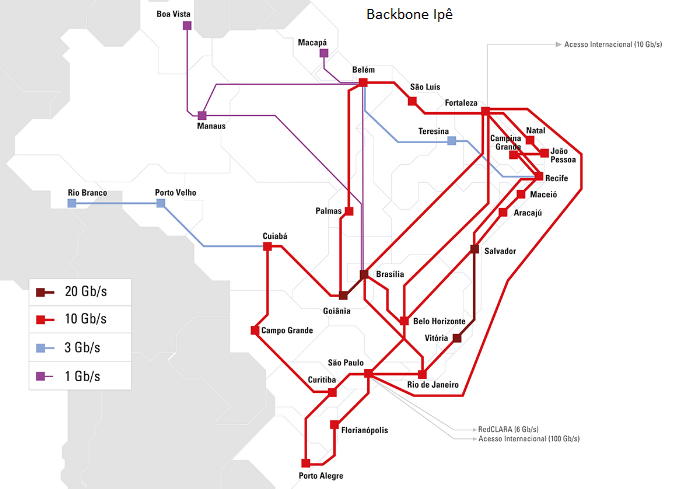 Backbone Ipê
Boa Vista
Macapá
Acesso Internacional (10 Gb/s)
Belém
São Luís
Fortaleza
Manaus
Teresina
Natal
Campina
Grande
João
Pessoa
Recife
Rio Branco
Porto Velho
Maceió
Palmas
Aracajú
Cuiabá
Salvador
Brasília
20 Gb/s
Goiânia
10 Gb/s
Belo Horizonte
Campo Grande
Vitória
3 Gb/s
São Paulo
1 Gb/s
Curitiba
Rio de Janeiro
Florianópolis
RedCLARA (6 Gb/s)
Acesso Internacional (100 Gb/s)
Porto Alegre